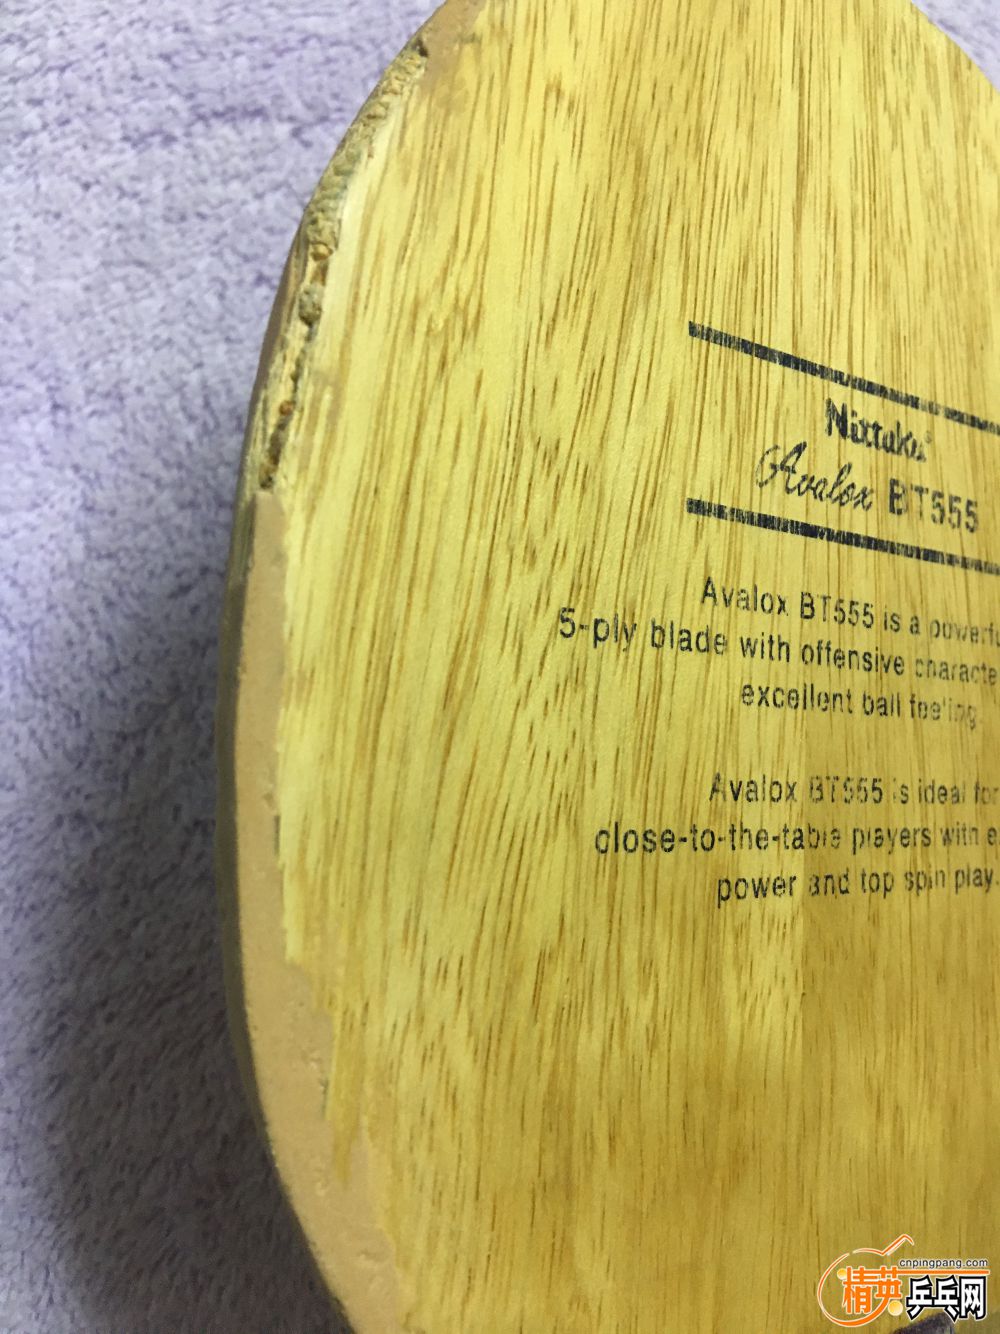 Nittaku
Avalox BT555
Avalox BT555 is a
5-ply blade with offensive
excellent ball feeling
Avalox BT555 is ideal for
close-to-the-table players with
power and top spin play.
cnpingpang.com
精英乒乓网